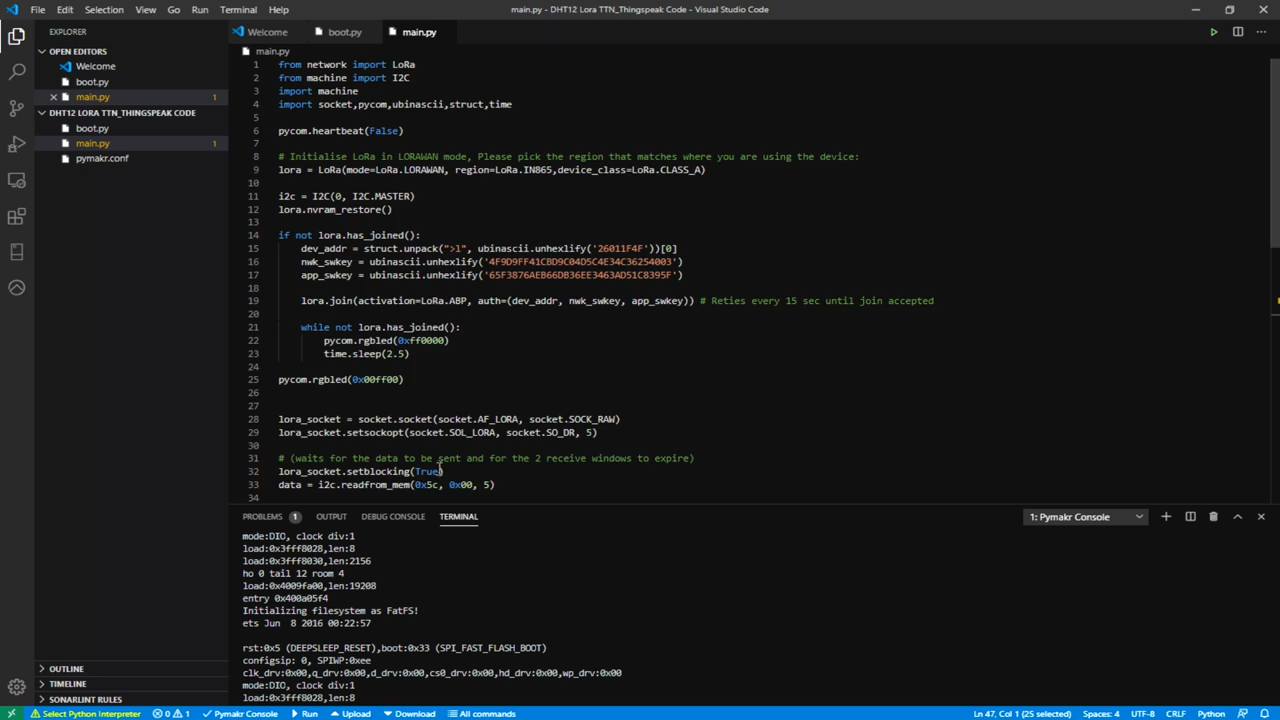 File Edit Selection View Go Run Terminal Help
main.py - DHT12 Lora TTN_Thingspeak Code - Visual Studio Code
EXPLORER
OPEN EDITORS
Welcome
boot.py
main.py 1
DHT12 LORA TTN_THINGSPEAK CODE
boot.py
main.py 1
pymakr.conf
OUTLINE
TIMELINE
SONARLINT RULES
Welcome boot.py main.py
main.py
1 from network import LoRa
2 from machine import I2C
3 import machine
4 import socket,pycom,ubinascii,struct,time
5
6 pycom.heartbeat(False)
7
8 # Initialise LoRa in LORAWAN mode, Please pick the region that matches where you are using the device:
9 lora = LoRa(mode=LoRa.LORAWAN, region=LoRa.IN865,device_class=LoRa.CLASS_A)
10
11 i2c = I2C(0, I2C.MASTER)
12 lora.nvram_restore()
13
14 if not lora.has_joined():
15 dev_addr = struct.unpack(">l", ubinascii.unhexlify('26011F4F'))[0]
16 nwk_swkey = ubinascii.unhexlify('4F9D9FF41CBD9C04D5C4E34C36254003')
17 app_swkey = ubinascii.unhexlify('65F3876AEB66DB36EE3463AD51C8395F')
18
19 lora.join(activation=LoRa.ABP, auth=(dev_addr, nwk_swkey, app_swkey)) # Reties every 15 sec until join accepted
20
21 while not lora.has_joined():
22 pycom.rgbled(0xff0000)
23 time.sleep(2.5)
24
25 pycom.rgbled(0x00ff00)
26
27
28 lora_socket = socket.socket(socket.AF_LORA, socket.SOCK_RAW)
29 lora_socket.setsockopt(socket.SOL_LORA, socket.SO_DR, 5)
30
31 # (waits for the data to be sent and for the 2 receive windows to expire)
32 lora_socket.setblocking(True)
33 data = i2c.readfrom_mem(0x5c, 0x00, 5)
34
PROBLEMS 1 OUTPUT DEBUG CONSOLE TERMINAL 1: Pymakr Console
mode:DIO, clock div:1
load:0x3fff8028,len:8
load:0x3fff8030,len:2156
ho 0 tail 12 room 4
load:0x4009fa00,len:19208
entry 0x400a05f4
Initializing filesystem as FatFS!
ets Jun 8 2016 00:22:57
rst:0x5 (DEEPSLEEP_RESET),boot:0x33 (SPI_FAST_FLASH_BOOT)
configsip: 0, SPIWP:0xee
clk_drv:0x00,q_drv:0x00,d_drv:0x00,cs0_drv:0x00,hd_drv:0x00,wp_drv:0x00
mode:DIO, clock div:1
load:0x3fff8028,len:8
Select Python Interpreter 0 1 Pymakr Console Run Upload Download All commands Ln 47, Col 1 (25 selected) Spaces: 4 UTF-8 CRLF Python